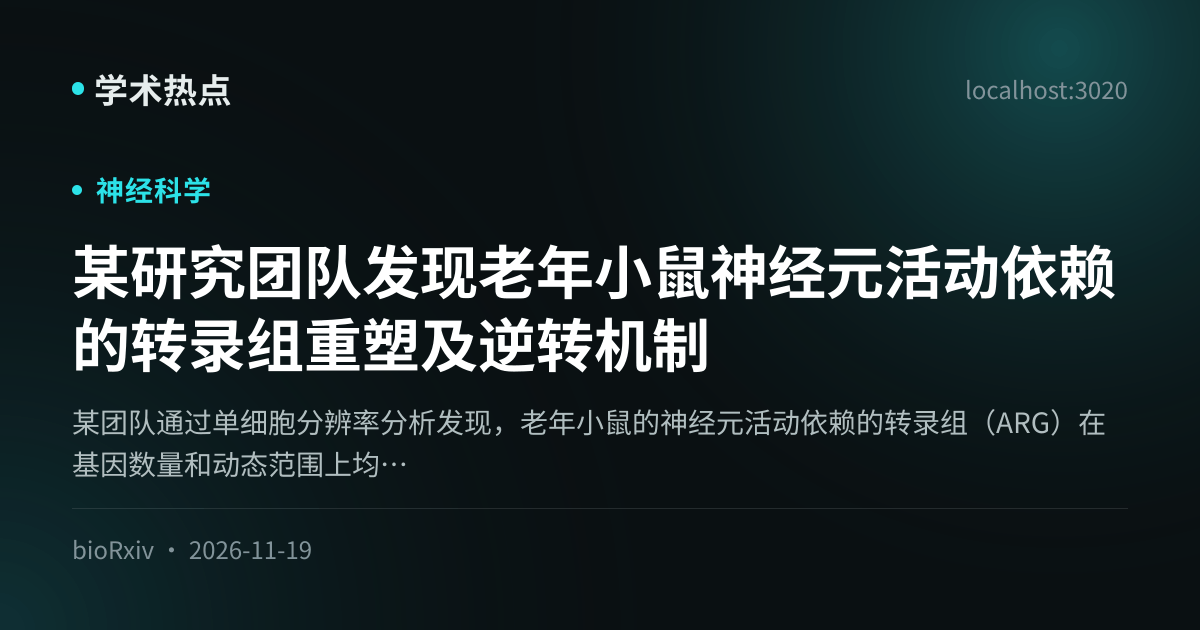 学术热点
localhost:3020
神经科学
某研究团队发现老年小鼠神经元活动依赖
的转录组重塑及逆转机制
某团队通过单细胞分辨率分析发现，老年小鼠的神经元活动依赖的转录组（ARG）在
基因数量和动态范围上均…
bioRxiv • 2026-11-19